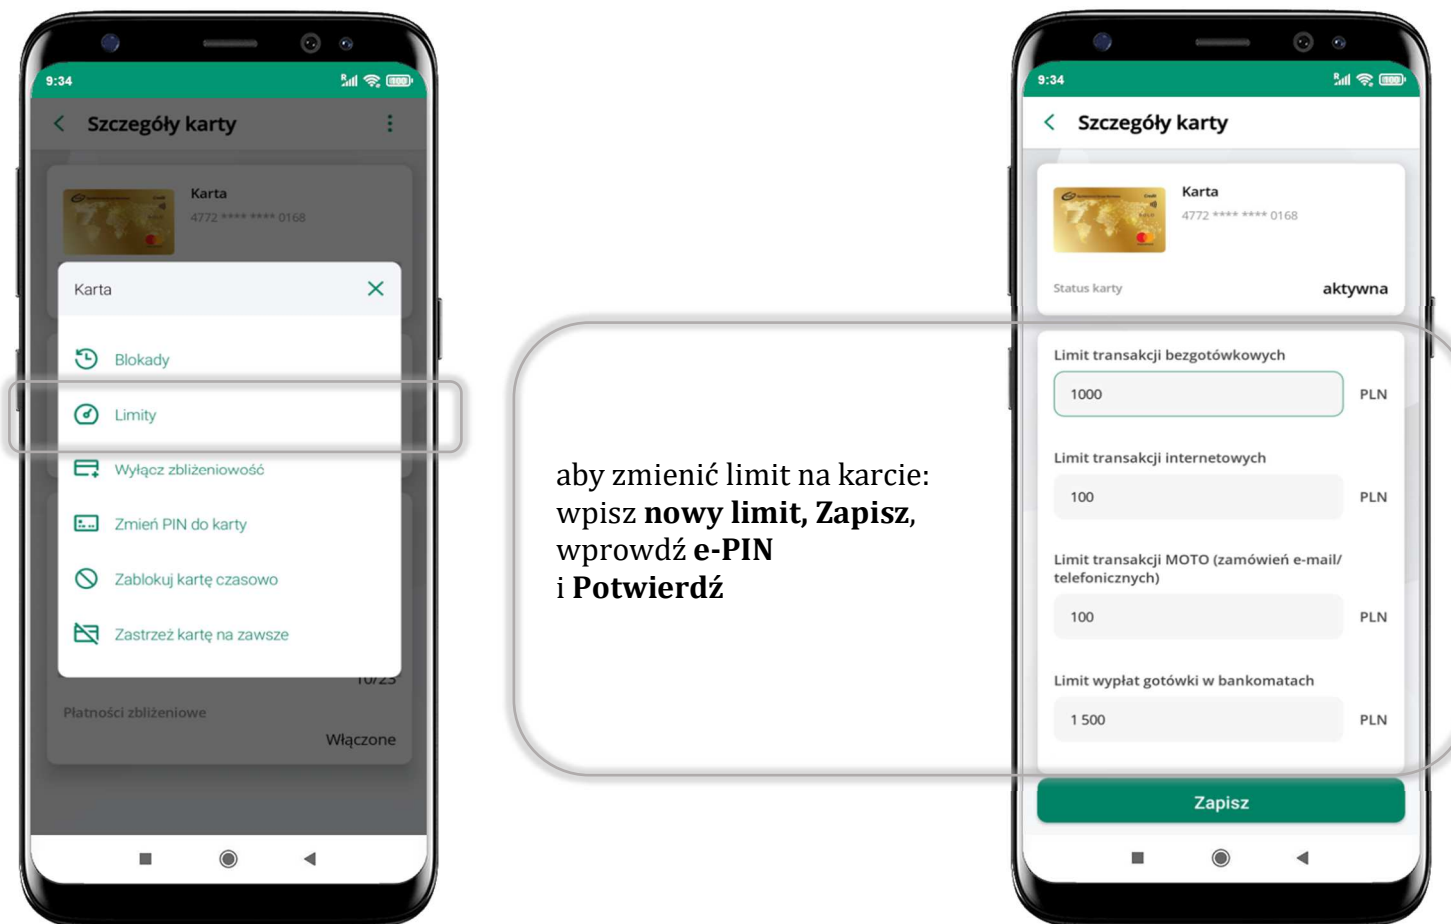 9:34
Szczegóły karty
Karta
4772 **** **** 0168
Karta
Blokady
Limity
Wyłącz zbliżeniowość
Zmień PIN do karty
Zablokuj kartę czasowo
Zastrzeż kartę na zawsze
10/23
Płatności zbliżeniowe
Włączone
aby zmienić limit na karcie:
wpisz nowy limit, Zapisz,
wprowdź e-PIN
i Potwierdź
9:34
Szczegóły karty
Karta
4772 **** **** 0168
Status karty aktywna
Limit transakcji bezgotówkowych
1000 PLN
Limit transakcji internetowych
100 PLN
Limit transakcji MOTO (zamówień e-mail/
telefonicznych)
100 PLN
Limit wypłat gotówki w bankomatach
1 500 PLN
Zapisz